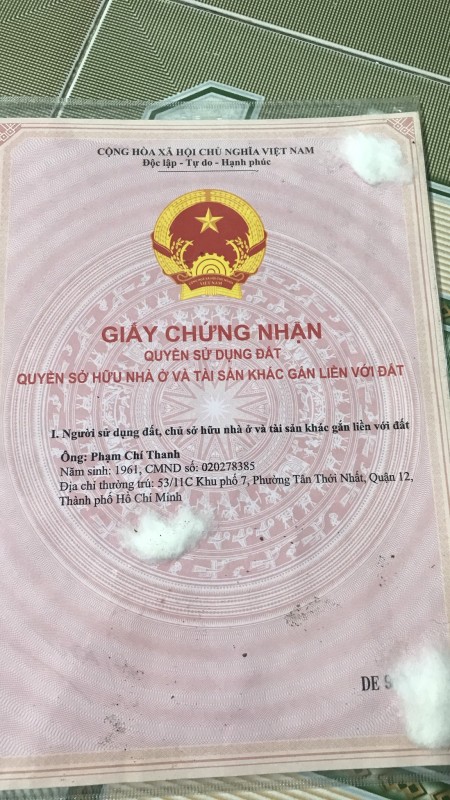 CỘNG HÒA XÃ HỘI CHỦ NGHĨA VIỆT NAM
Độc lập - Tự do - Hạnh phúc
GIẤY CHỨNG NHẬN
QUYỀN SỬ DỤNG ĐẤT
QUYỀN SỞ HỮU NHÀ Ở VÀ TÀI SẢN KHÁC GẮN LIỀN VỚI ĐẤT
I. Người sử dụng đất, chủ sở hữu nhà ở và tài sản khác gắn liền với đất
Ông: Phạm Chí Thanh
Năm sinh: 1961, CMND số: 020278385
Địa chỉ thường trú: 53/11C Khu phố 7, Phường Tân Thới Nhất, Quận 12,
Thành phố Hồ Chí Minh
DE 9